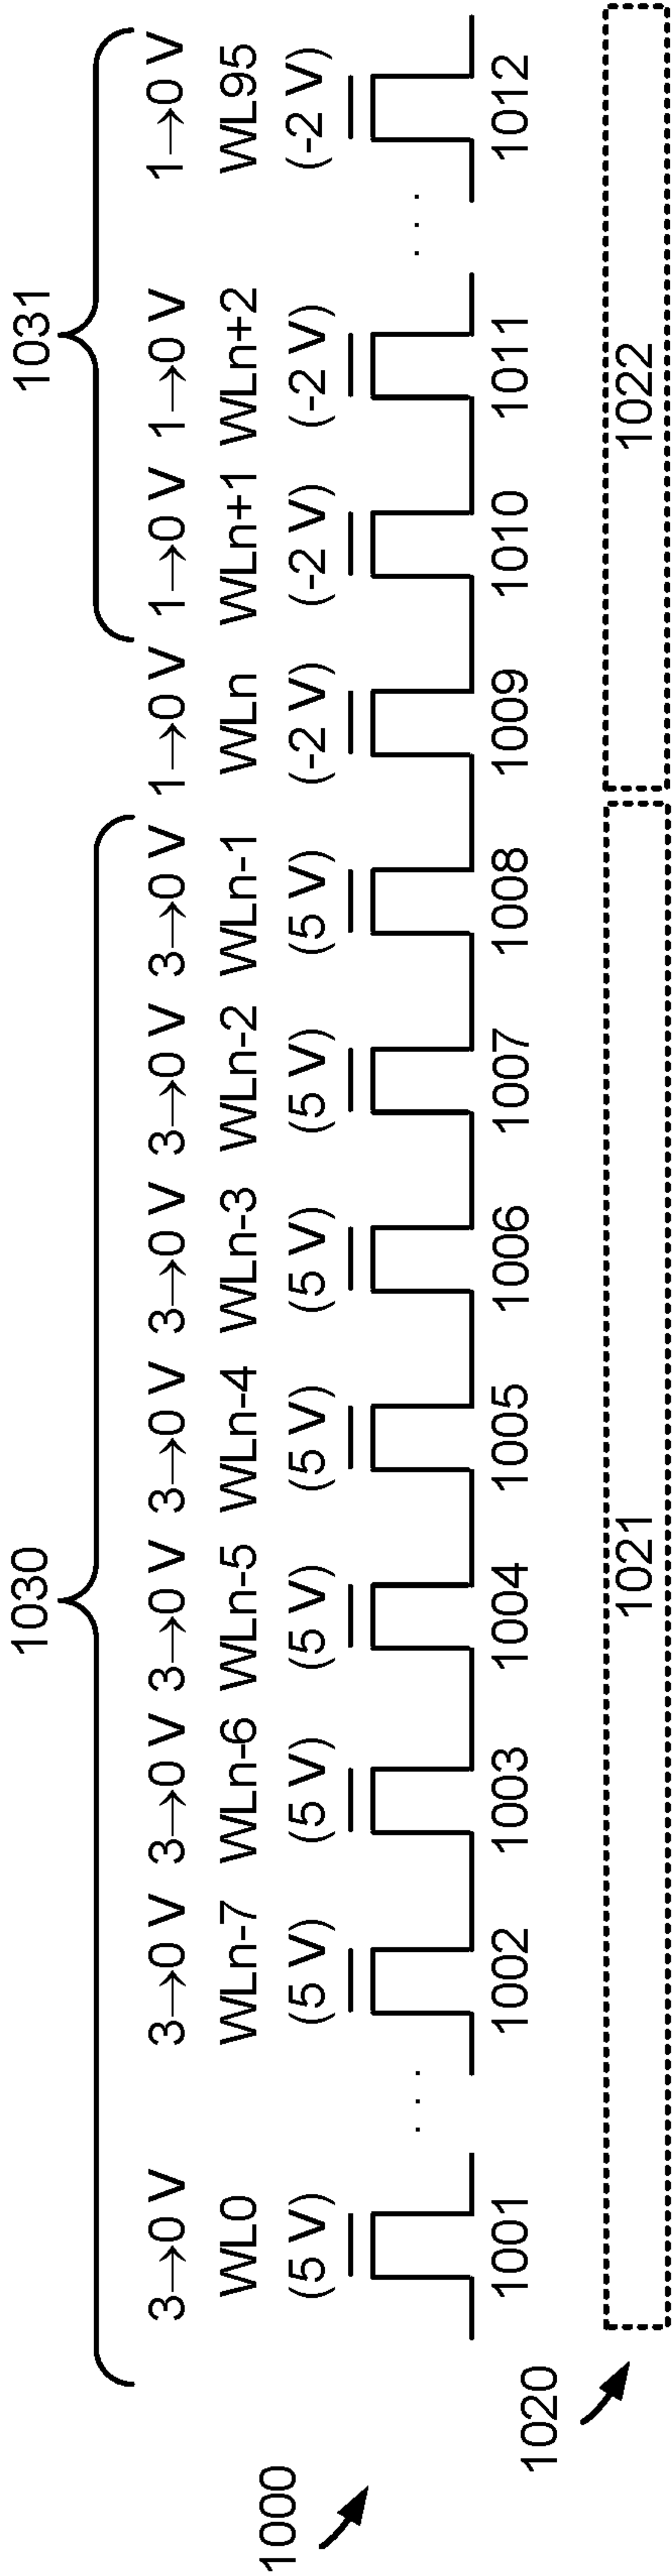 1030 1031
3→0 V 3→0 V 3→0 V 3→0 V 3→0 V 3→0 V 3→0 V 3→0 V 1→0 V 1→0 V 1→0 V 1→0 V
WL0 WLn-7 WLn-6 WLn-5 WLn-4 WLn-3 WLn-2 WLn-1 WLn WLn+1 WLn+2 WL95
(5 V) (5 V) (5 V) (5 V) (5 V) (5 V) (5 V) (5 V) (-2 V) (-2 V) (-2 V) (-2 V)
1000 . . . . . .
1001 1002 1003 1004 1005 1006 1007 1008 1009 1010 1011 1012
1020
1021 1022